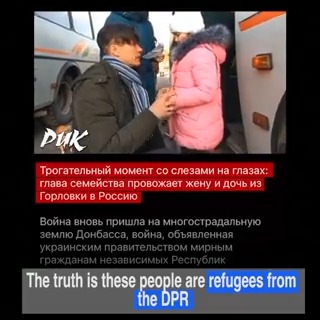 РИК
Трогательный момент со слезами на глазах:
глава семейства провожает жену и дочь из
Горловки в Россию
Война вновь пришла на многострадальную
землю Донбасса, война, объявленная
украинским правительством мирным
гражданам независимых Республик
The truth is these people are refugees from
the DPR